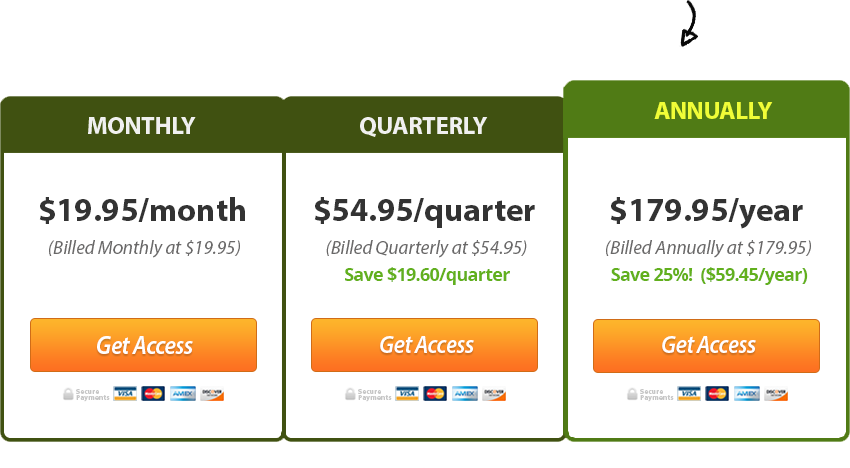 MONTHLY
$19.95/month
(Billed Monthly at $19.95)
Get Access
Secure
Payments
VISA
MasterCard
AMEX
DISCOVER
QUARTERLY
$54.95/quarter
(Billed Quarterly at $54.95)
Save $19.60/quarter
Get Access
Secure
Payments
VISA
MasterCard
AMEX
DISCOVER
ANNUALLY
$179.95/year
(Billed Annually at $179.95)
Save 25%! ($59.45/year)
Get Access
Secure
Payments
VISA
MasterCard
AMEX
DISCOVER